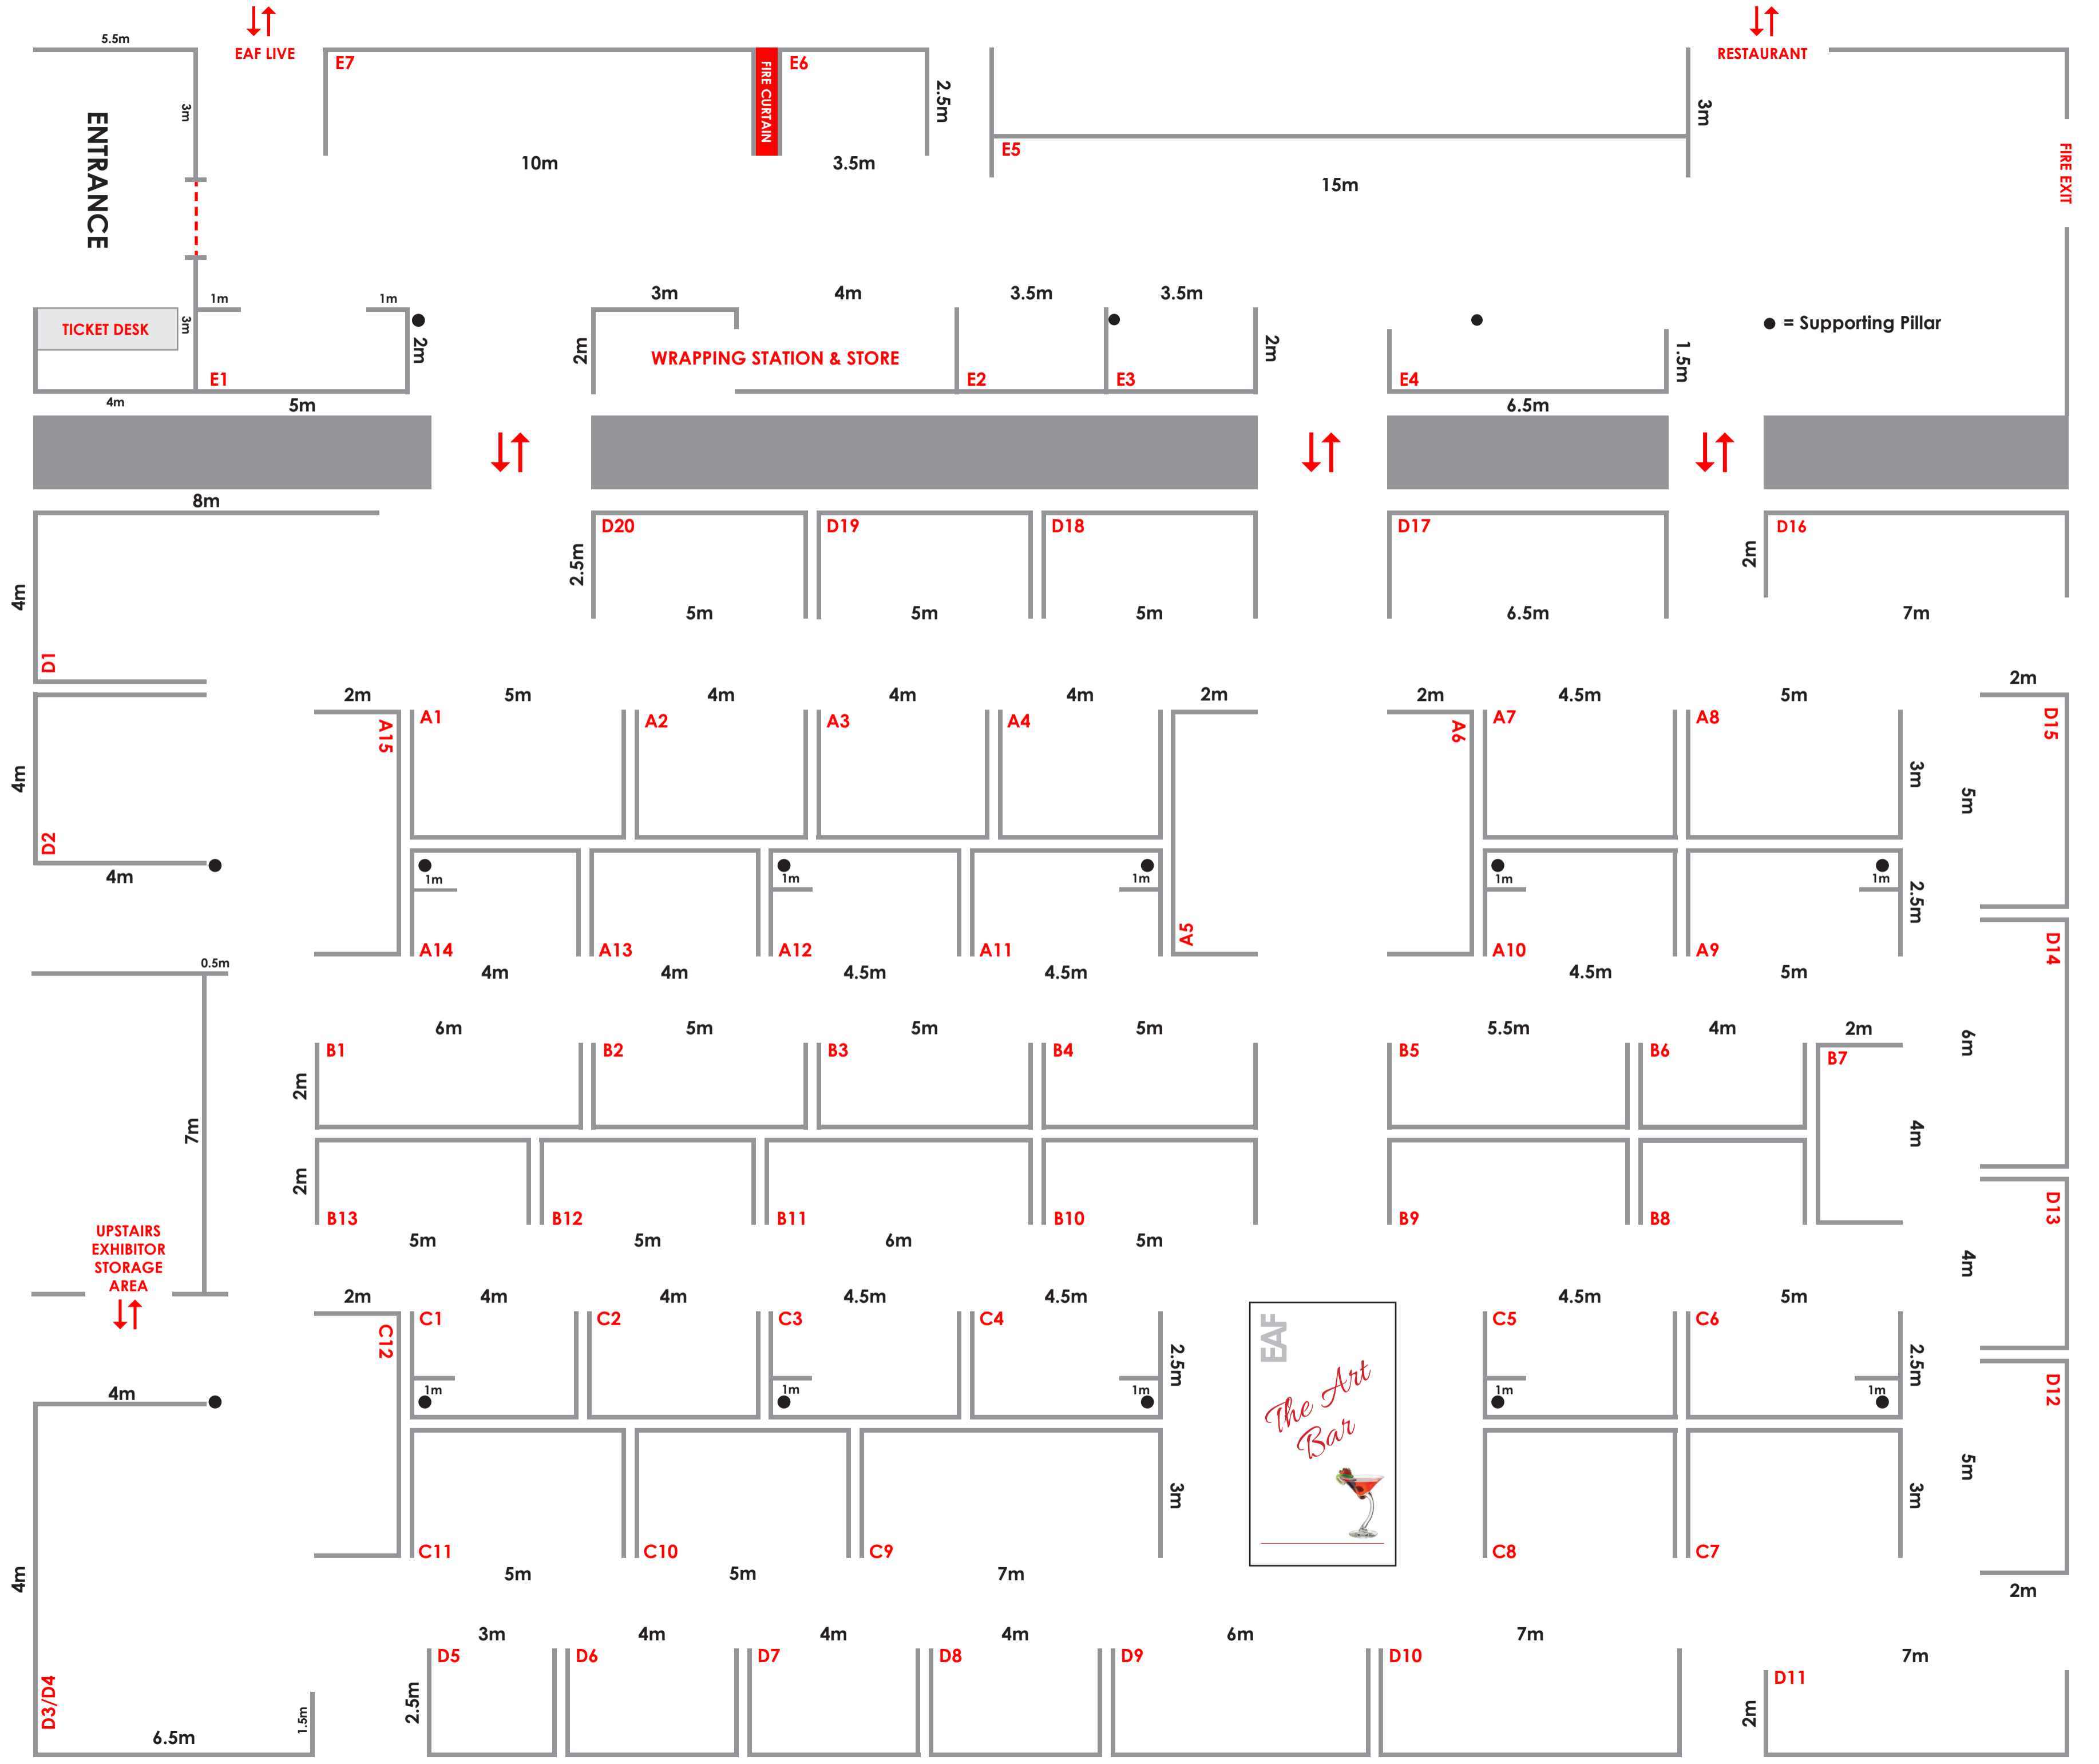 5.5m
EAF LIVE
RESTAURANT
E7
FIRE CURTAIN
E6
2.5m
3m
3m
ENTRANCE
10m
3.5m
E5
15m
FIRE EXIT
1m
1m
3m
4m
3.5m
3.5m
TICKET DESK
3m
2m
2m
WRAPPING STATION & STORE
2m
1.5m
= Supporting Pillar
E1
E2
E3
E4
4m
5m
6.5m
8m
D20
D19
D18
D17
D16
2.5m
2m
4m
5m
5m
5m
6.5m
7m
D1
2m
5m
4m
4m
4m
2m
2m
4.5m
5m
2m
A15
A1
A2
A3
A4
A6
A7
A8
D15
4m
3m
5m
D2
4m
1m
1m
1m
1m
1m
2.5m
A14
A13
A12
A11
A5
A10
A9
D14
0.5m
4m
4m
4.5m
4.5m
4.5m
5m
6m
5m
5m
5m
5.5m
4m
2m
B1
B2
B3
B4
B5
B6
B7
6m
2m
7m
4m
2m
B13
B12
B11
B10
B9
B8
D13
UPSTAIRS
EXHIBITOR
STORAGE
AREA
5m
5m
6m
5m
4m
2m
4m
4m
4.5m
4.5m
4.5m
5m
C12
C1
C2
C3
C4
EAF
C5
C6
2.5m
2.5m
D12
4m
1m
1m
1m
The Art
Bar
1m
1m
5m
3m
3m
4m
C11
C10
C9
C8
C7
5m
5m
7m
2m
3m
4m
4m
4m
6m
7m
7m
D5
D6
D7
D8
D9
D10
D11
D3/D4
2.5m
2m
1.5m
6.5m